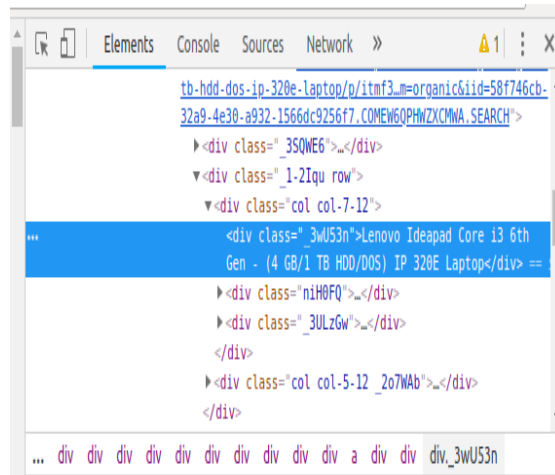 Elements Console Sources Network » 1
tb-hdd-dos-ip-320e-laptop/p/itmf3…m=organic&iid=58f746cb-
32a9-4e30-a932-1566dc9256f7.COMEW6QPHWZXCMWA.SEARCH">
▶<div class="_3SQWE6">…</div>
▼<div class="_1-2Iqu row">
▼<div class="col col-7-12">
<div class="_3wU53n">Lenovo Ideapad Core i3 6th
Gen - (4 GB/1 TB HDD/DOS) IP 320E Laptop</div> ==
▶<div class="niH0FQ">…</div>
▶<div class="_3ULzGw">…</div>
</div>
▶<div class="col col-5-12 _2o7WAb">…</div>
</div>
... div div div div div div div div div div a div div div._3wU53n